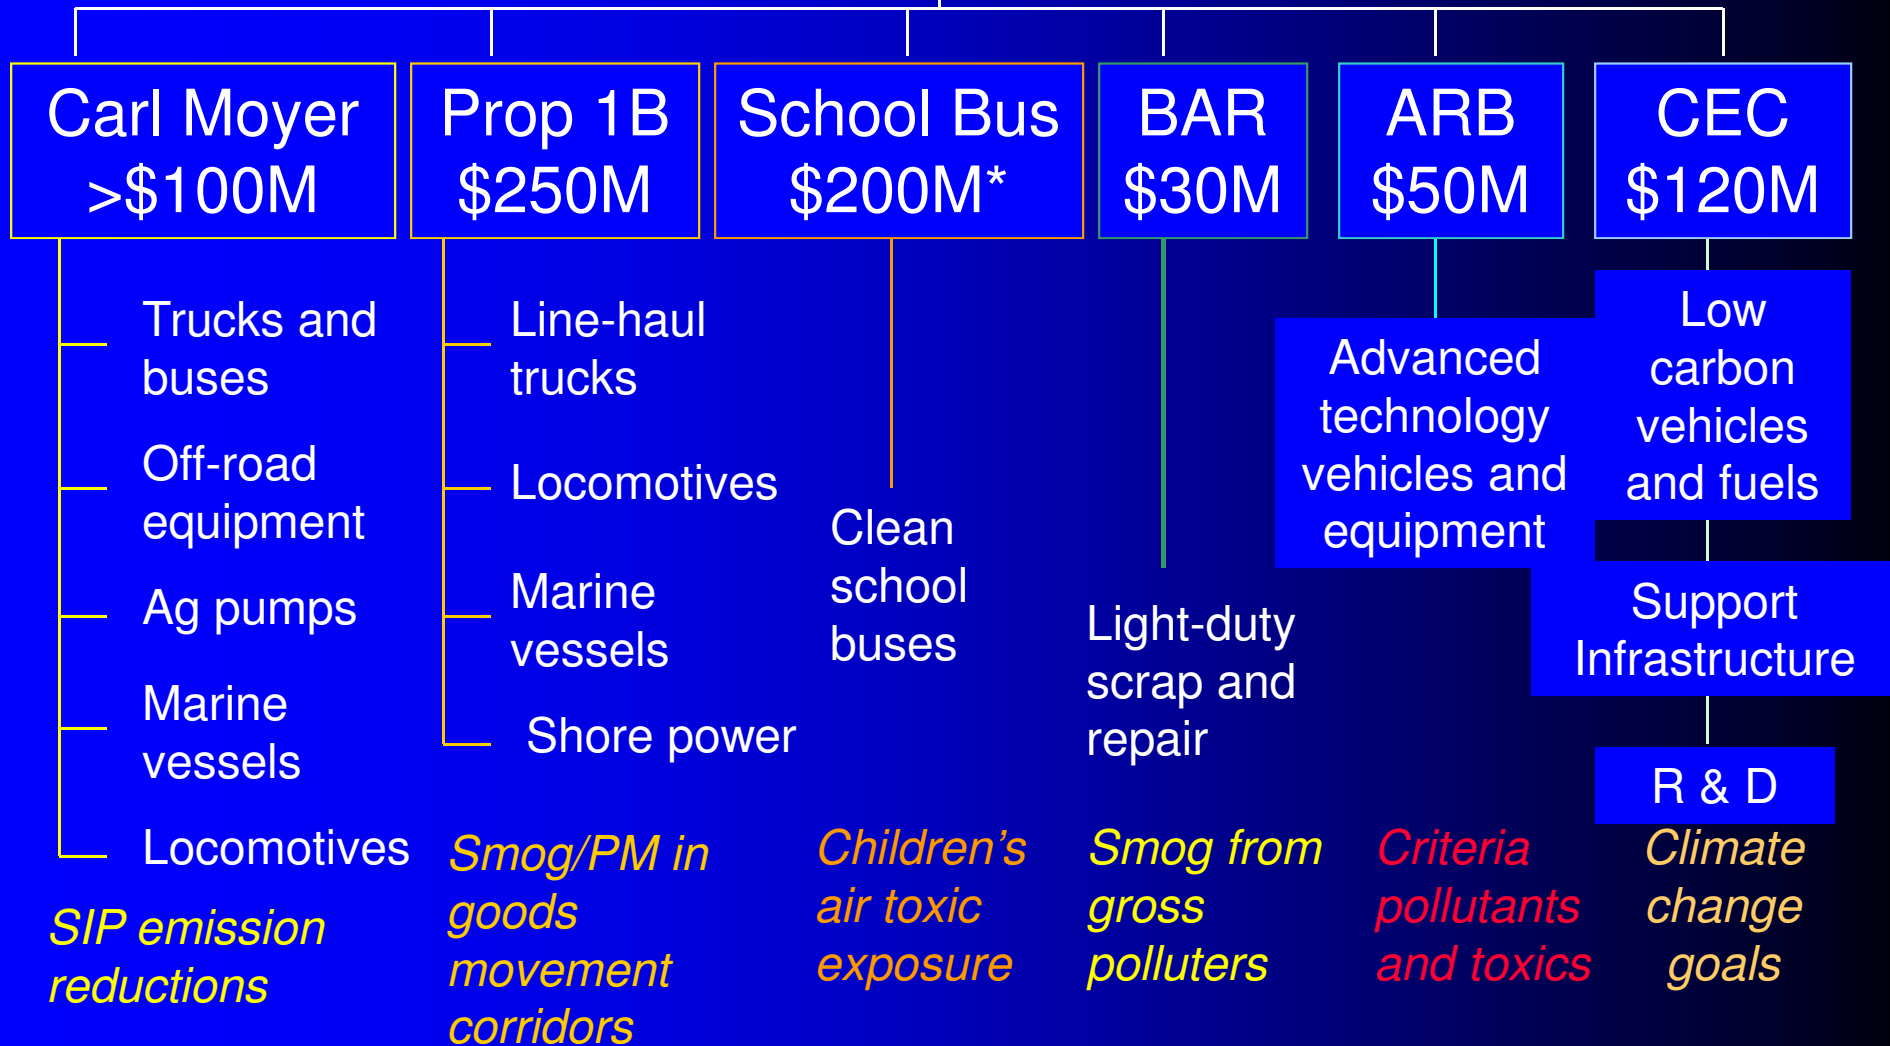 Carl Moyer
>$100M
Prop 1B
$250M
School Bus
$200M*
BAR
$30M
ARB
$50M
CEC
$120M
Trucks and
buses
Off-road
equipment
Ag pumps
Marine
vessels
Locomotives
SIP emission
reductions
Line-haul
trucks
Locomotives
Marine
vessels
Shore power
Smog/PM in
goods
movement
corridors
Clean
school
buses
Children's
air toxic
exposure
Light-duty
scrap and
repair
Smog from
gross
polluters
Advanced
technology
vehicles and
equipment
Criteria
pollutants
and toxics
Low
carbon
vehicles
and fuels
Support
Infrastructure
R & D
Climate
change
goals